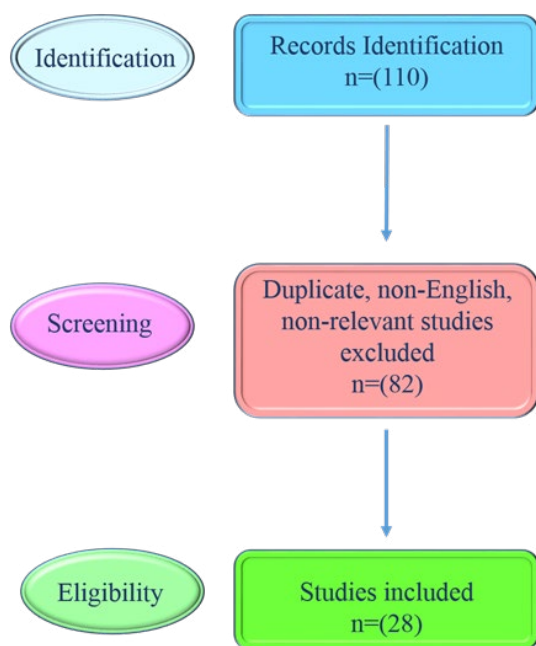 Identification
Records Identification
n=(110)
Screening
Duplicate, non-English,
non-relevant studies
excluded
n=(82)
Eligibility
Studies included
n=(28)